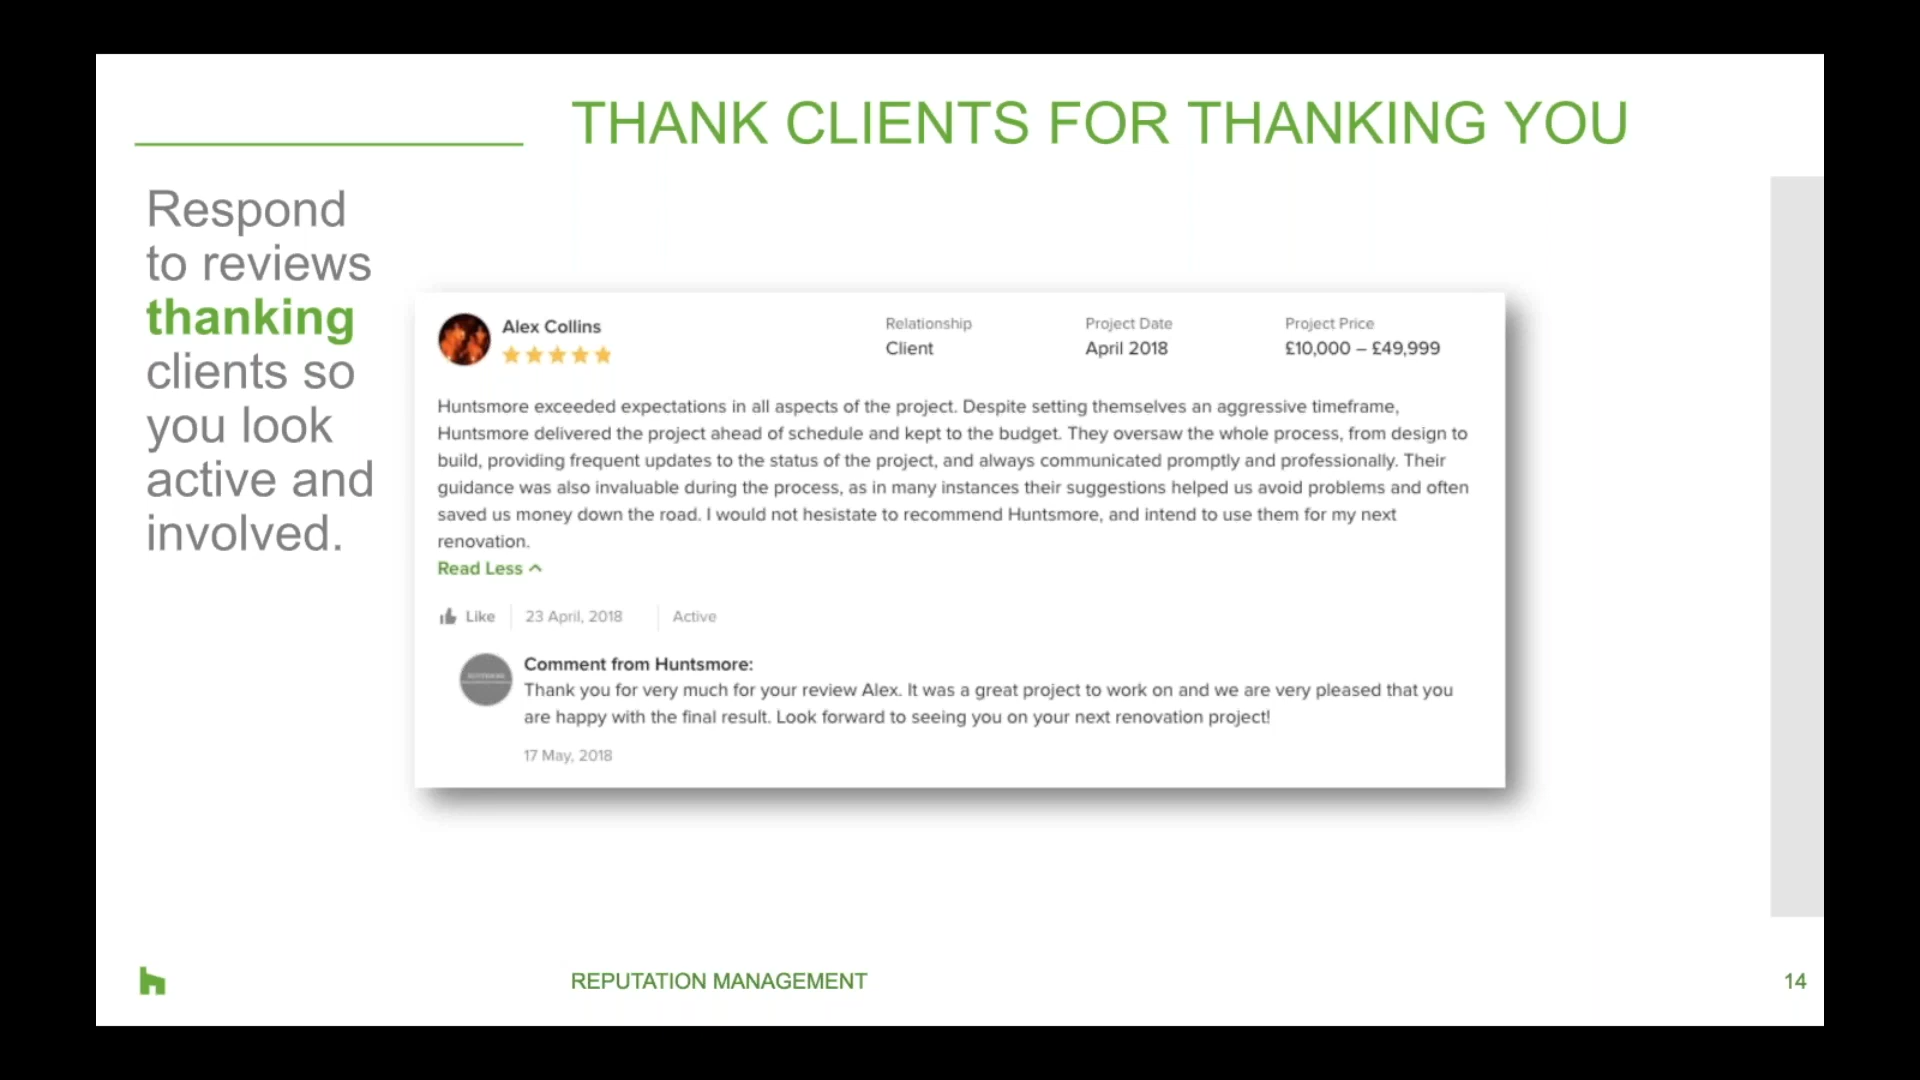 THANK CLIENTS FOR THANKING YOU
Respond
to reviews
thanking
clients so
you look
active and
involved.
Alex Collins
Relationship
Client
Project Date
April 2018
Project Price
£10,000 – £49,999
Huntsmore exceeded expectations in all aspects of the project. Despite setting themselves an aggressive timeframe,
Huntsmore delivered the project ahead of schedule and kept to the budget. They oversaw the whole process, from design to
build, providing frequent updates to the status of the project, and always communicated promptly and professionally. Their
guidance was also invaluable during the process, as in many instances their suggestions helped us avoid problems and often
saved us money down the road. I would not hesistate to recommend Huntsmore, and intend to use them for my next
renovation.
Read Less
Like
23 April, 2018
Active
Comment from Huntsmore:
Thank you for very much for your review Alex. It was a great project to work on and we are very pleased that you
are happy with the final result. Look forward to seeing you on your next renovation project!
17 May, 2018
REPUTATION MANAGEMENT
14